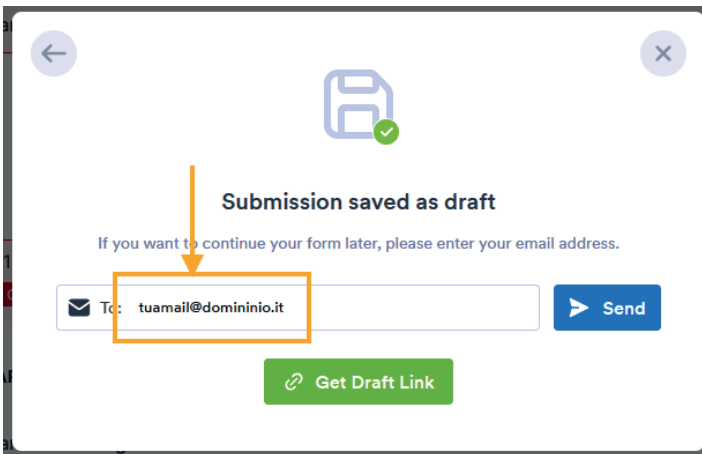 Submission saved as draft
If you want to continue your form later, please enter your email address.
To: tuamail@domininio.it
Send
Get Draft Link